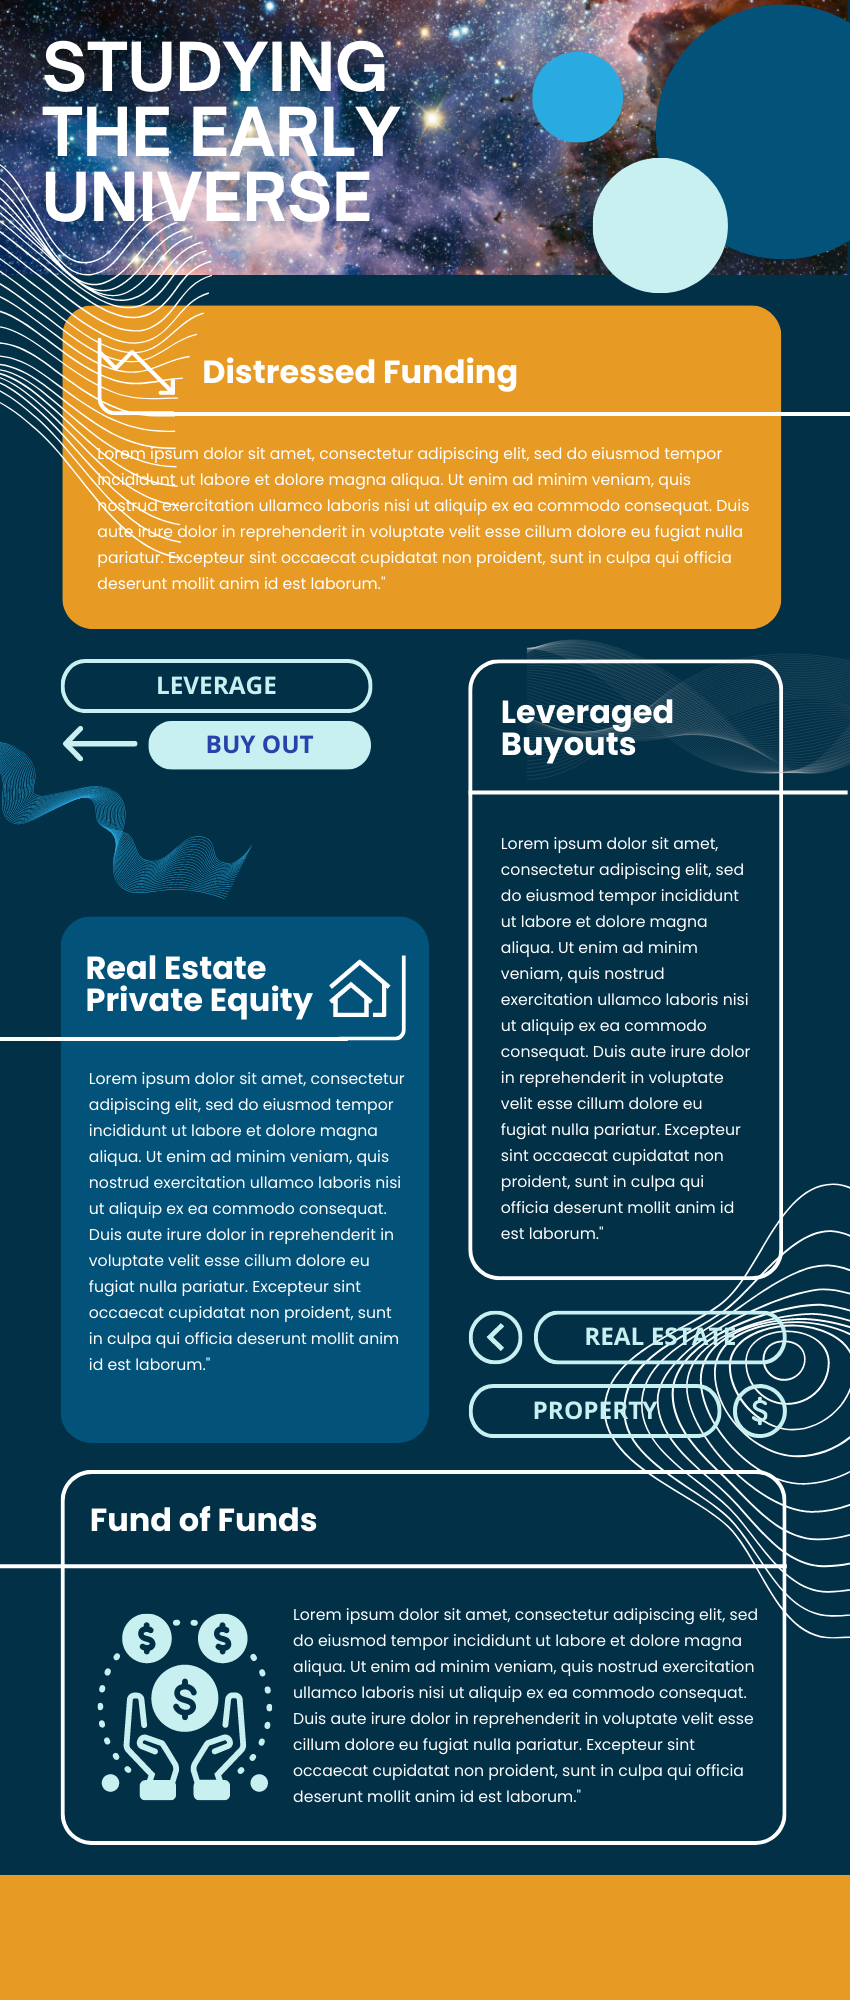 STUDYING
THE EARLY
UNIVERSE
Distressed Funding
Lorem ipsum dolor sit amet, consectetur adipiscing elit, sed do eiusmod tempor
incididunt ut labore et dolore magna aliqua. Ut enim ad minim veniam, quis
nostrud exercitation ullamco laboris nisi ut aliquip ex ea commodo consequat. Duis
aute irure dolor in reprehenderit in voluptate velit esse cillum dolore eu fugiat nulla
pariatur. Excepteur sint occaecat cupidatat non proident, sunt in culpa qui officia
deserunt mollit anim id est laborum."
LEVERAGE
BUY OUT
Leveraged
Buyouts
Lorem ipsum dolor sit amet,
consectetur adipiscing elit, sed
do eiusmod tempor incididunt
ut labore et dolore magna
aliqua. Ut enim ad minim
veniam, quis nostrud
exercitation ullamco laboris nisi
ut aliquip ex ea commodo
consequat. Duis aute irure dolor
in reprehenderit in voluptate
velit esse cillum dolore eu
fugiat nulla pariatur. Excepteur
sint occaecat cupidatat non
proident, sunt in culpa qui
officia deserunt mollit anim id
est laborum."
Real Estate
Private Equity
Lorem ipsum dolor sit amet, consectetur
adipiscing elit, sed do eiusmod tempor
incididunt ut labore et dolore magna
aliqua. Ut enim ad minim veniam, quis
nostrud exercitation ullamco laboris nisi
ut aliquip ex ea commodo consequat.
Duis aute irure dolor in reprehenderit in
voluptate velit esse cillum dolore eu
fugiat nulla pariatur. Excepteur sint
occaecat cupidatat non proident, sunt
in culpa qui officia deserunt mollit anim
id est laborum."
REAL ESTATE
PROPERTY
$
Fund of Funds
$ $
$
Lorem ipsum dolor sit amet, consectetur adipiscing elit, sed
do eiusmod tempor incididunt ut labore et dolore magna
aliqua. Ut enim ad minim veniam, quis nostrud exercitation
ullamco laboris nisi ut aliquip ex ea commodo consequat.
Duis aute irure dolor in reprehenderit in voluptate velit esse
cillum dolore eu fugiat nulla pariatur. Excepteur sint
occaecat cupidatat non proident, sunt in culpa qui officia
deserunt mollit anim id est laborum."